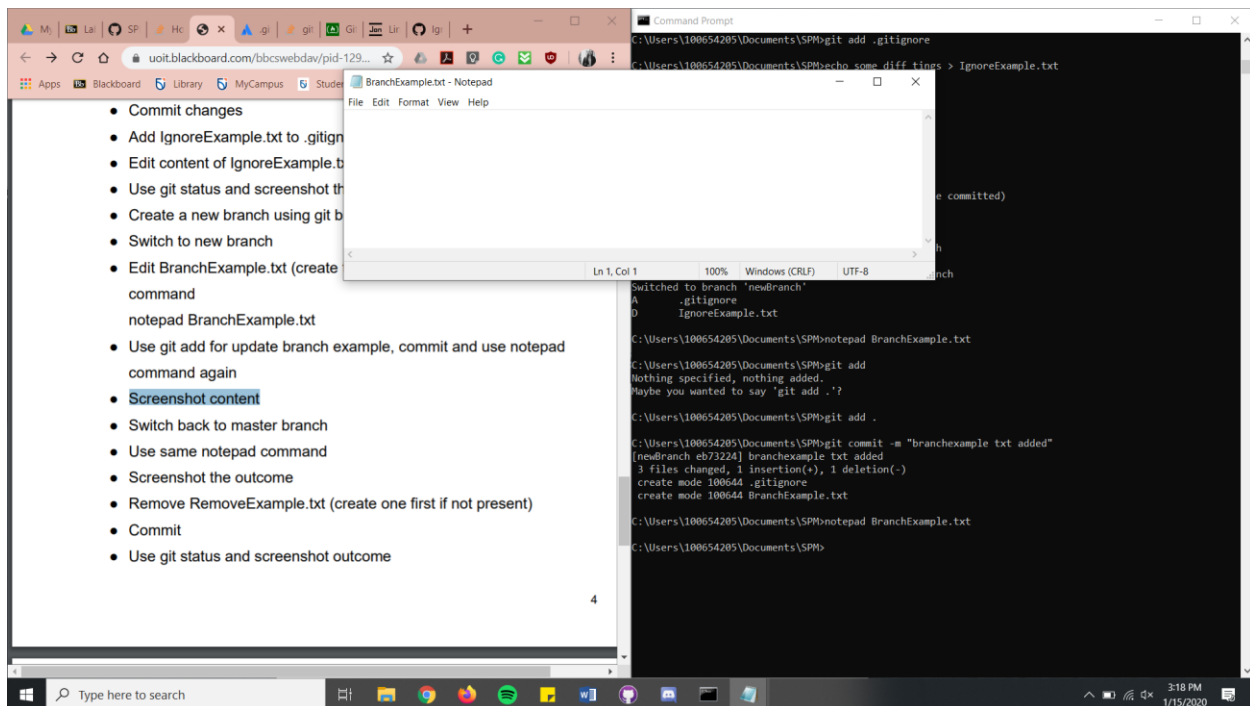 My
Lal
SP
Ho
.gi
git
Gi
Lir
Igi
uoit.blackboard.com/bbcswebdav/pid-129...
Apps
Blackboard
Library
MyCampus
Studer
● Commit changes
● Add IgnoreExample.txt to .gitign
● Edit content of IgnoreExample.t
● Use git status and screenshot th
● Create a new branch using git b
● Switch to new branch
● Edit BranchExample.txt (create
command
notepad BranchExample.txt
● Use git add for update branch example, commit and use notepad
command again
● Screenshot content
● Switch back to master branch
● Use same notepad command
● Screenshot the outcome
● Remove RemoveExample.txt (create one first if not present)
● Commit
● Use git status and screenshot outcome
4
BranchExample.txt - Notepad
File Edit Format View Help
Ln 1, Col 1 100% Windows (CRLF) UTF-8
Command Prompt
C:\Users\100654205\Documents\SPM>git add .gitignore
C:\Users\100654205\Documents\SPM>echo some diff tings > IgnoreExample.txt
e committed)
h
nch
Switched to branch 'newBranch'
A .gitignore
D IgnoreExample.txt
C:\Users\100654205\Documents\SPM>notepad BranchExample.txt
C:\Users\100654205\Documents\SPM>git add
Nothing specified, nothing added.
Maybe you wanted to say 'git add .'?
C:\Users\100654205\Documents\SPM>git add .
C:\Users\100654205\Documents\SPM>git commit -m "branchexample txt added"
[newBranch eb73224] branchexample txt added
3 files changed, 1 insertion(+), 1 deletion(-)
create mode 100644 .gitignore
create mode 100644 BranchExample.txt
C:\Users\100654205\Documents\SPM>notepad BranchExample.txt
C:\Users\100654205\Documents\SPM>
Type here to search
3:18 PM
1/15/2020